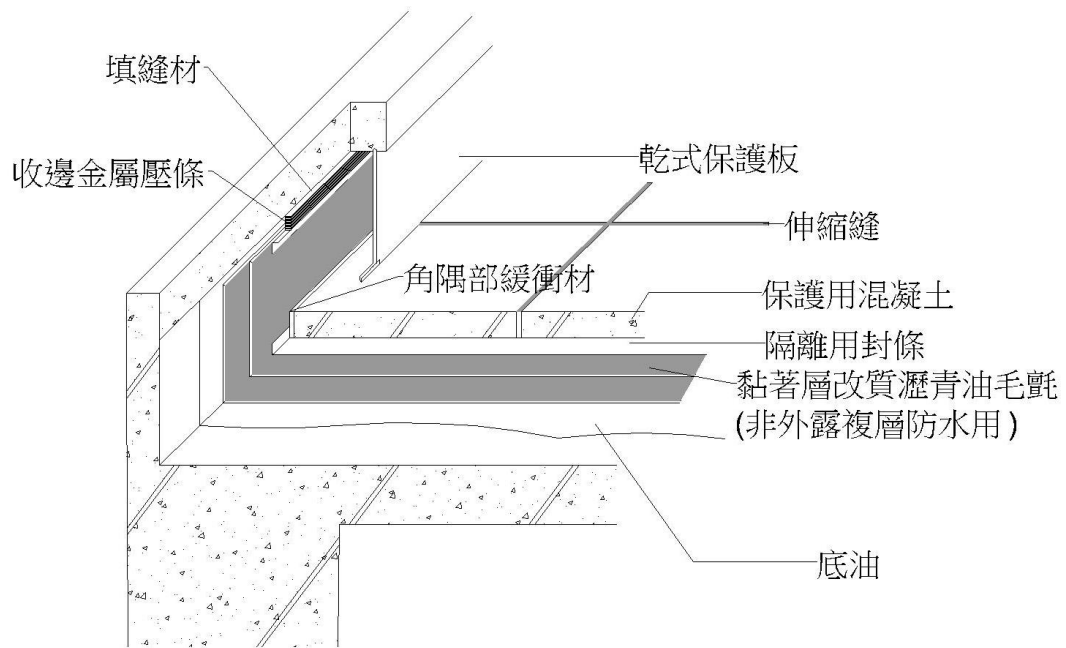 填縫材
收邊金屬壓條
乾式保護板
伸縮縫
角隅部緩衝材
保護用混凝土
隔離用封條
黏著層改質瀝青油毛氈
(非外露複層防水用)
底油